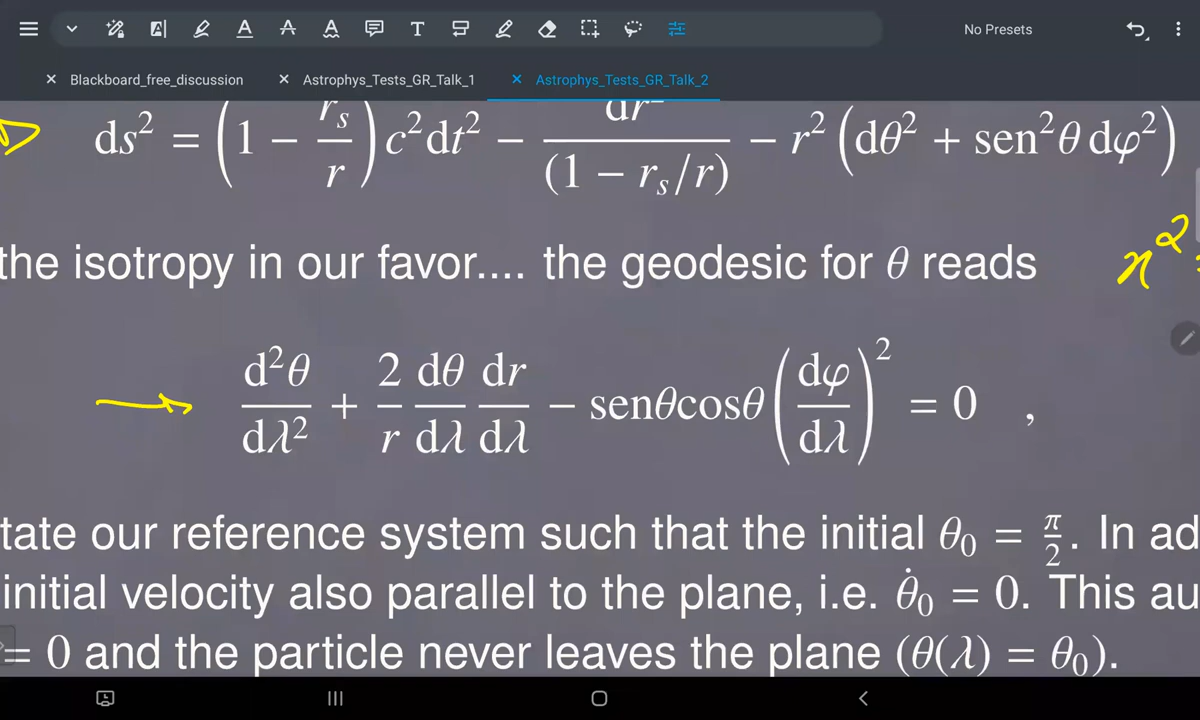 No Presets
Blackboard_free_discussion
Astrophys_Tests_GR_Talk_1
Astrophys_Tests_GR_Talk_2
ds² = (1 − r_s/r) c²dt² − dr²/(1 − r_s/r) − r² (dθ² + sen²θ dφ²)
the isotropy in our favor.... the geodesic for θ reads
x^α =
d²θ/dλ² + 2/r dθ/dλ dr/dλ − senθcosθ (dφ/dλ)² = 0 ,
tate our reference system such that the initial θ₀ = π/2. In ad
initial velocity also parallel to the plane, i.e. θ̇₀ = 0. This au
= 0 and the particle never leaves the plane (θ(λ) = θ₀).